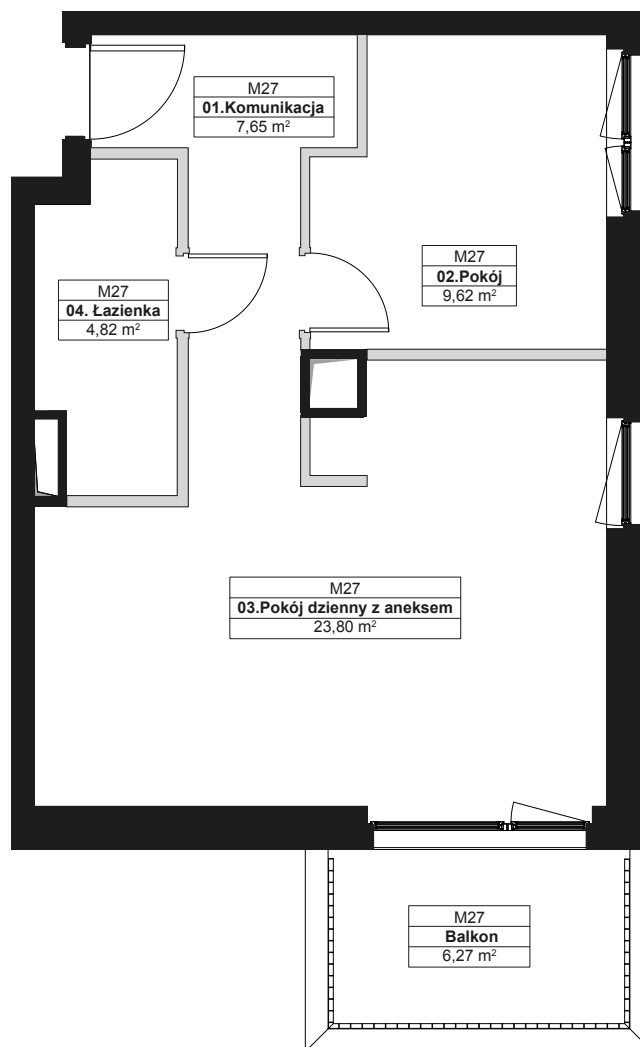 M27
01.Komunikacja
7,65 m²
M27
02.Pokój
9,62 m²
M27
04. Łazienka
4,82 m²
M27
03.Pokój dzienny z aneksem
23,80 m²
M27
Balkon
6,27 m²